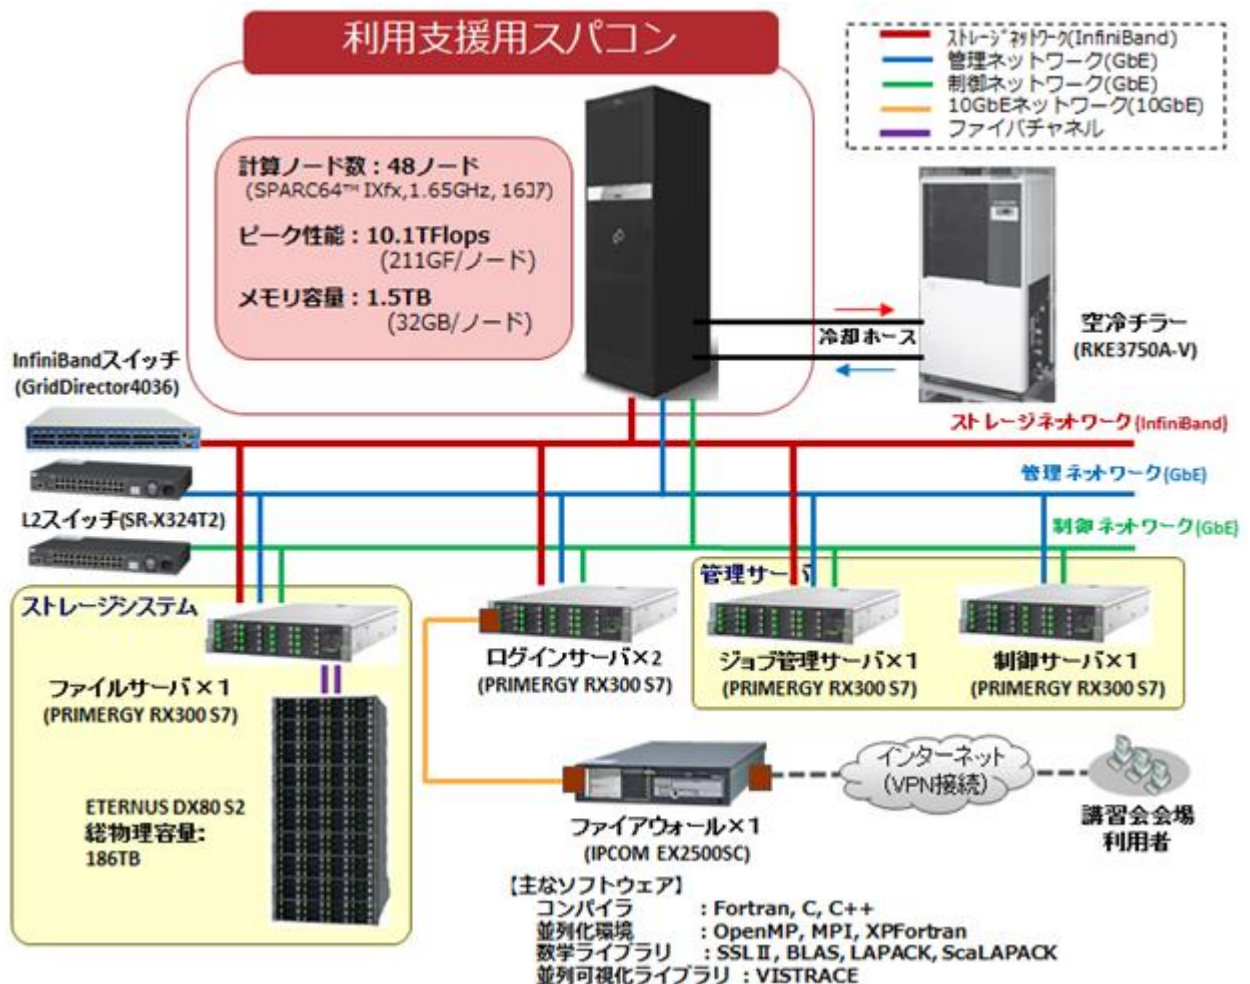 利用支援用スパコン
ストレージネットワーク(InfiniBand)
管理ネットワーク(GbE)
制御ネットワーク(GbE)
10GbEネットワーク(10GbE)
ファイバチャネル
計算ノード数：48ノード
(SPARC64™ IXfx,1.65GHz, 16コア)
ピーク性能：10.1TFlops
(211GF/ノード)
メモリ容量：1.5TB
(32GB/ノード)
冷却ホース
空冷チラー
(RKE3750A-V)
InfiniBandスイッチ
(GridDirector4036)
ストレージネットワーク(InfiniBand)
管理ネットワーク(GbE)
L2スイッチ(SR-X324T2)
制御ネットワーク(GbE)
ストレージシステム
管理サーバ
ファイルサーバ×1
(PRIMERGY RX300 S7)
ログインサーバ×2
(PRIMERGY RX300 S7)
ジョブ管理サーバ×1
(PRIMERGY RX300 S7)
制御サーバ×1
(PRIMERGY RX300 S7)
ETERNUS DX80 S2
総物理容量:
186TB
ファイアウォール×1
(IPCOM EX2500SC)
インターネット
(VPN接続)
講習会会場
利用者
【主なソフトウェア】
コンパイラ : Fortran, C, C++
並列化環境 : OpenMP, MPI, XPFortran
数学ライブラリ : SSLⅡ, BLAS, LAPACK, ScaLAPACK
並列可視化ライブラリ : VISTRACE